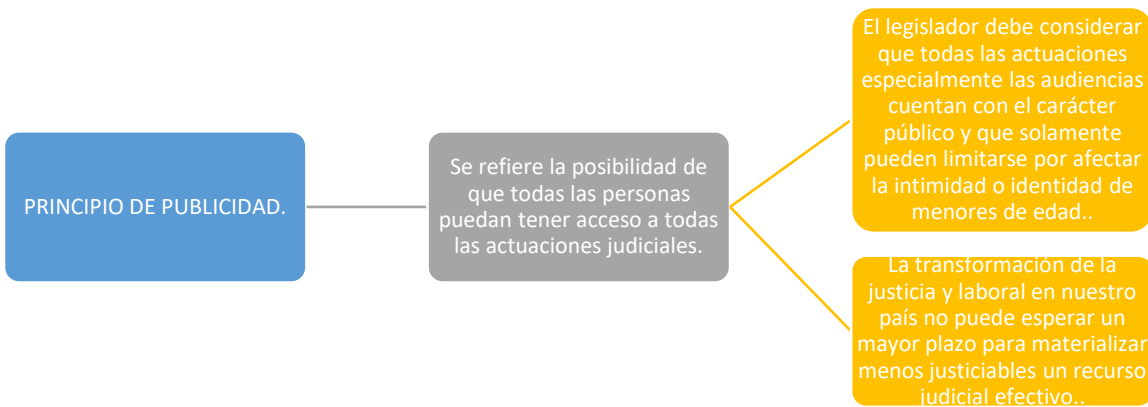 PRINCIPIO DE PUBLICIDAD.
Se refiere la posibilidad de
que todas las personas
puedan tener acceso a todas
las actuaciones judiciales.
El legislador debe considerar
que todas las actuaciones
especialmente las audiencias
cuentan con el carácter
público y que solamente
pueden limitarse por afectar
la intimidad o identidad de
menores de edad..
La transformación de la
justicia y laboral en nuestro
país no puede esperar un
mayor plazo para materializar
menos justiciables un recurso
judicial efectivo..